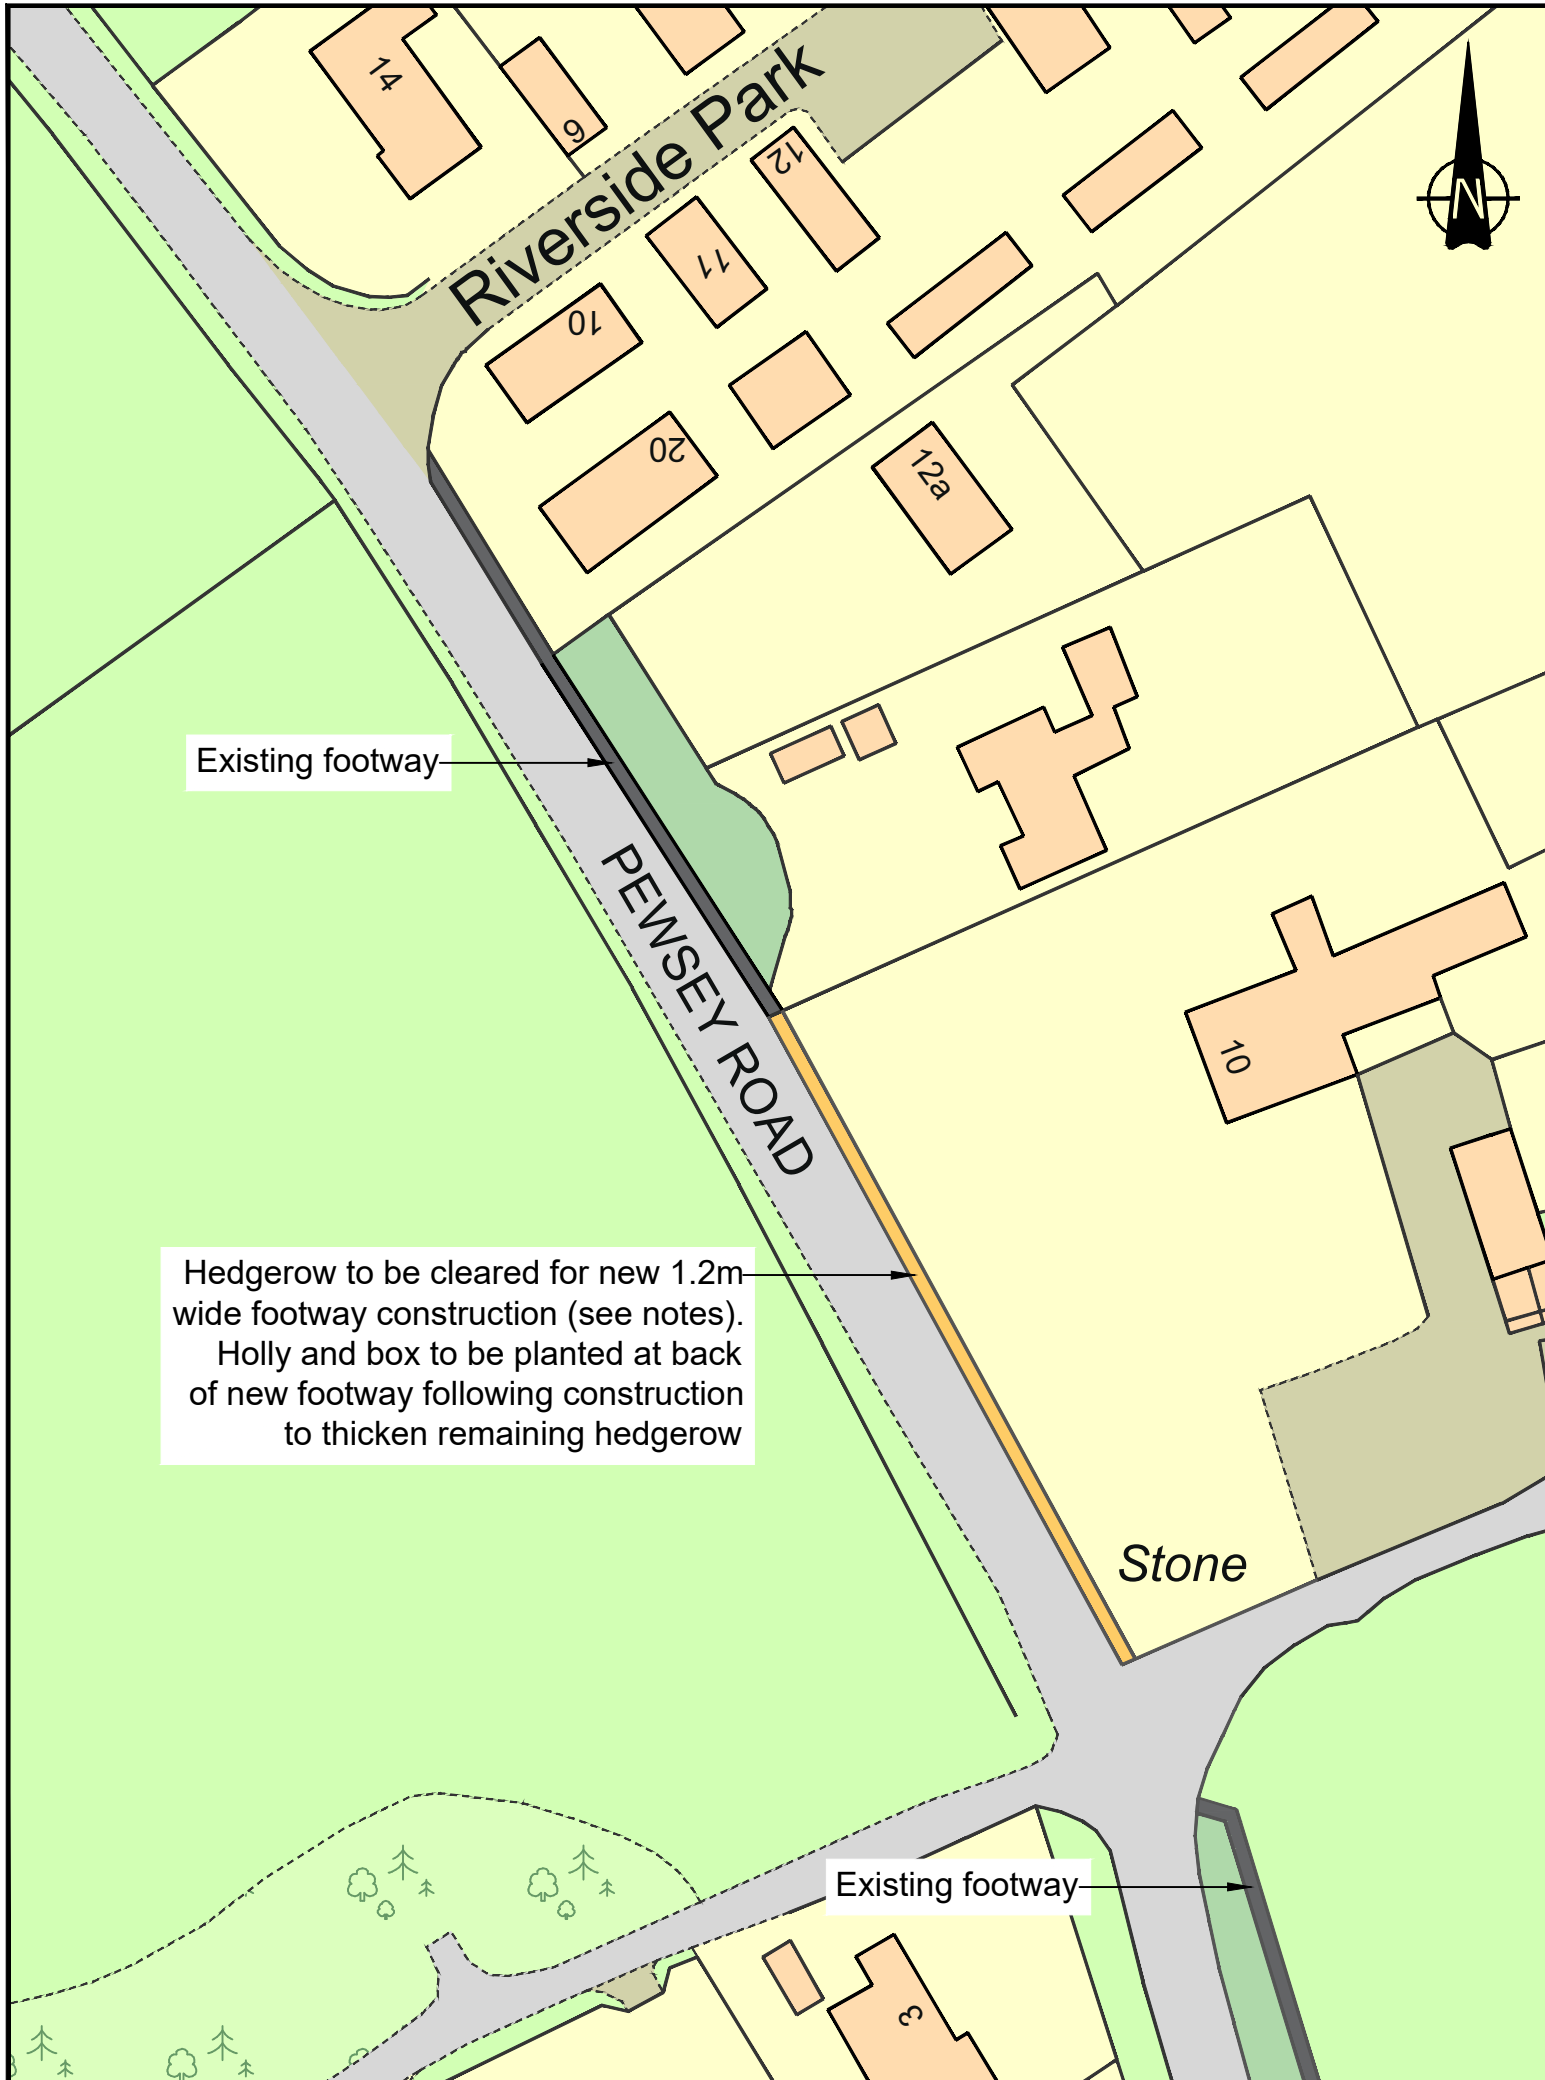 14
9
Riverside Park
12
11
10
20
12a
N
Existing footway
PEWSEY ROAD
10
Hedgerow to be cleared for new 1.2m
wide footway construction (see notes).
Holly and box to be planted at back
of new footway following construction
to thicken remaining hedgerow
Stone
Existing footway
3